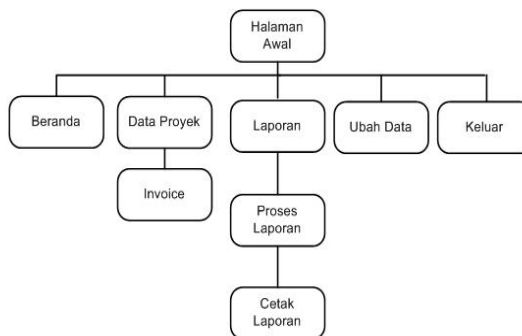 Halaman
Awal
Beranda
Data Proyek
Laporan
Ubah Data
Keluar
Invoice
Proses
Laporan
Cetak
Laporan